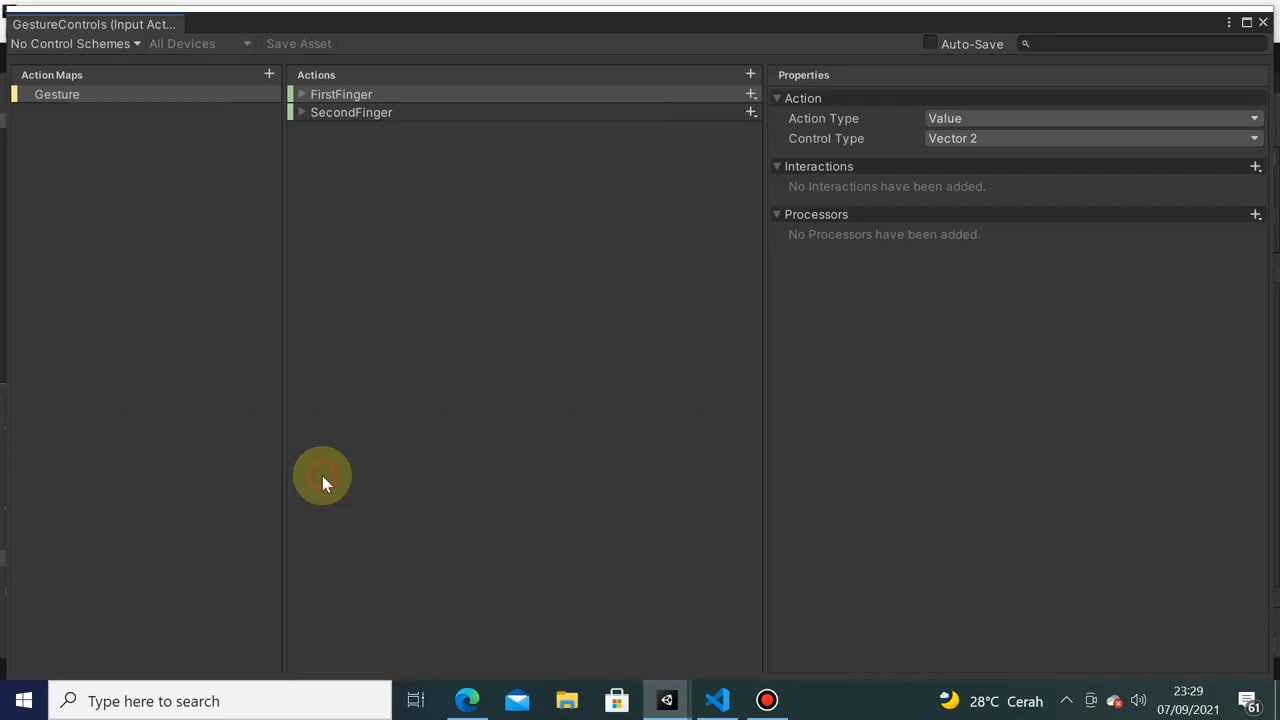 GestureControls (Input Act...
No Control Schemes All Devices Save Asset Auto-Save
Action Maps Actions Properties
Gesture FirstFinger Action
SecondFinger Action Type Value
Control Type Vector 2
Interactions
No Interactions have been added.
Processors
No Processors have been added.
Type here to search 28°C Cerah 23:29
07/09/2021
61